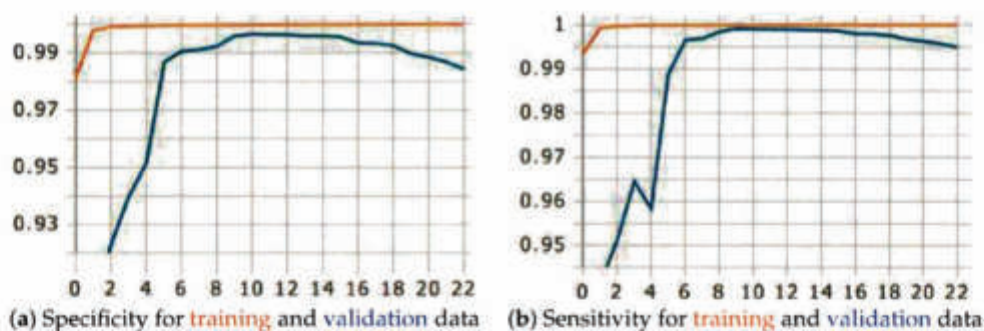 0.99
0.97
0.95
0.93
0 2 4 6 8 10 12 14 16 18 20 22
(a) Specificity for training and validation data
1
0.99
0.98
0.97
0.96
0.95
0 2 4 6 8 10 12 14 16 18 20 22
(b) Sensitivity for training and validation data